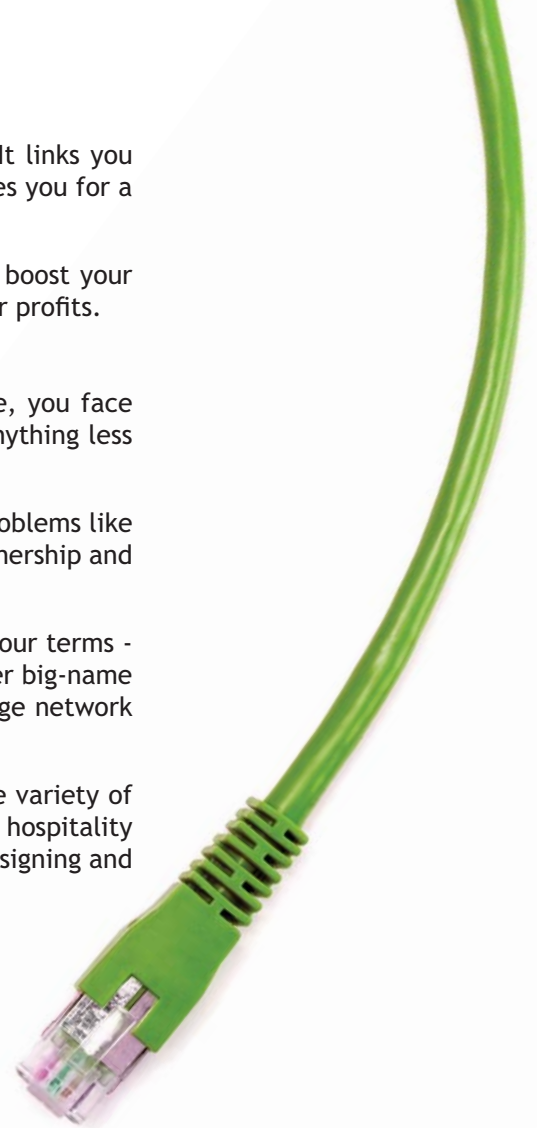 It links you
es you for a
boost your
r profits.
e, you face
nything less
oblems like
nership and
our terms -
er big-name
ge network
e variety of
hospitality
signing and